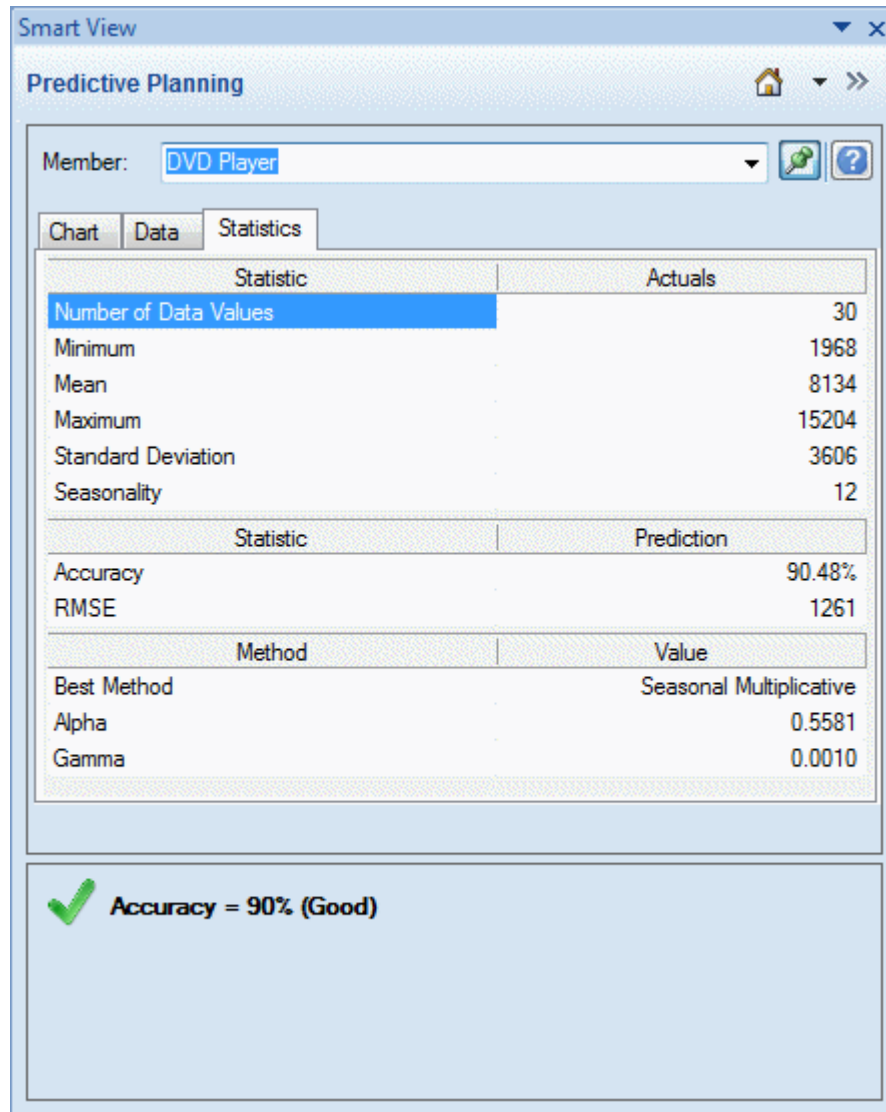 Smart View
Predictive Planning
Member: DVD Player
Chart Data Statistics
Statistic Actuals
Number of Data Values 30
Minimum 1968
Mean 8134
Maximum 15204
Standard Deviation 3606
Seasonality 12
Statistic Prediction
Accuracy 90.48%
RMSE 1261
Method Value
Best Method Seasonal Multiplicative
Alpha 0.5581
Gamma 0.0010
Accuracy = 90% (Good)